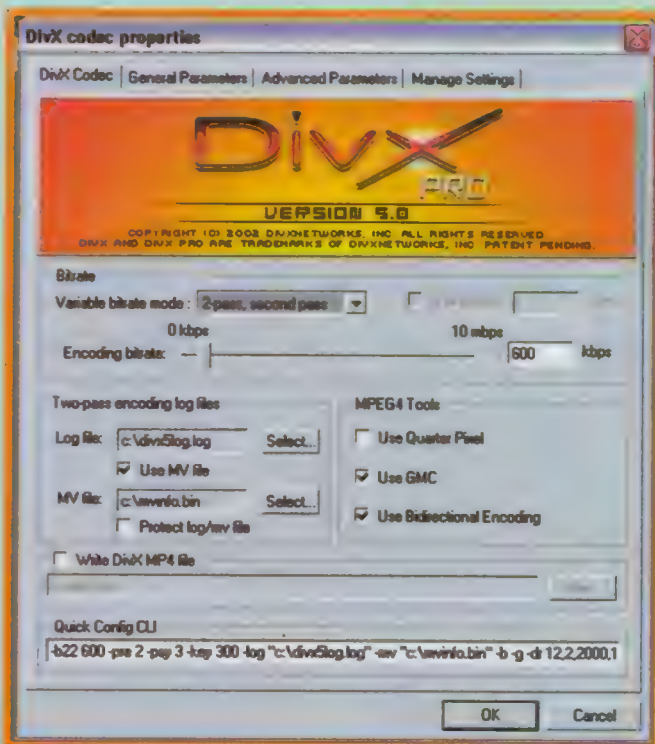 DivX codec properties
DivX Codec | General Parameters | Advanced Parameters | Manage Settings |
DivX
PRO
VERSION 5.0
COPYRIGHT (C) 2002 DIVXNETWORKS, INC. ALL RIGHTS RESERVED
DIVX AND DIVX PRO ARE TRADEMARKS OF DIVXNETWORKS, INC. PATENT PENDING.
Bitrate
Variable bitrate mode : 2-pass, second pass
0 kbps 10 mbps
Encoding bitrate: 600 kbps
Two-pass encoding log files
Log file: c:\divx5log.log Select...
Use MV file
MV file: c:\mvinfo.bin Select...
Protect log/mv file
MPEG4 Tools
Use Quarter Pixel
Use GMC
Use Bidirectional Encoding
Write DivX MP4 file
Quick Config CLI
-b22 600 -pre 2 -psy 3 -key 300 -log "c:\divx5log.log" -mv "c:\mvinfo.bin" -b -g -dr 12,2,2000,1
OK Cancel